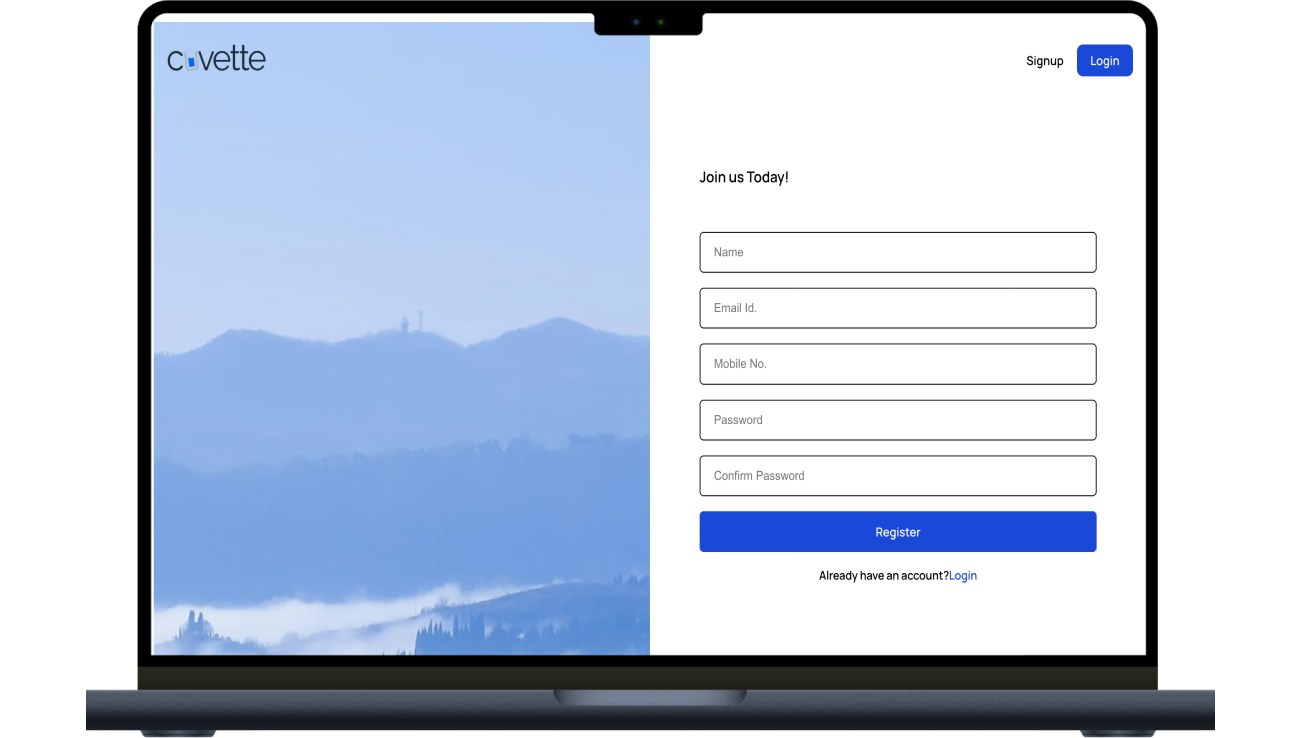 cuvette
Signup
Login
Join us Today!
Name
Email Id.
Mobile No.
Password
Confirm Password
Register
Already have an account?Login